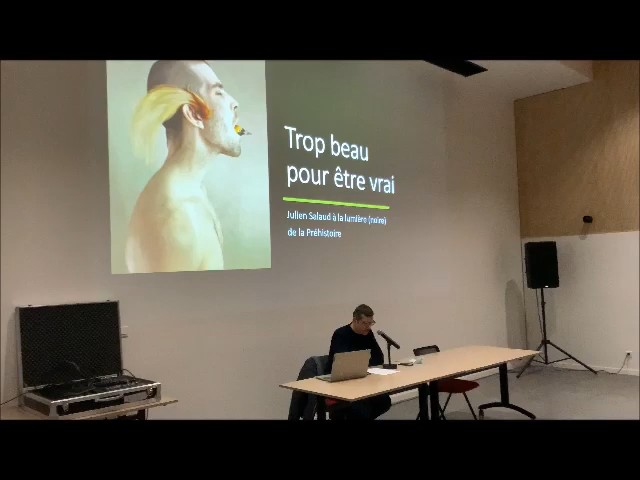 Trop beau
pour être vrai
Julien Salaud à la lumière (noire)
de la Préhistoire